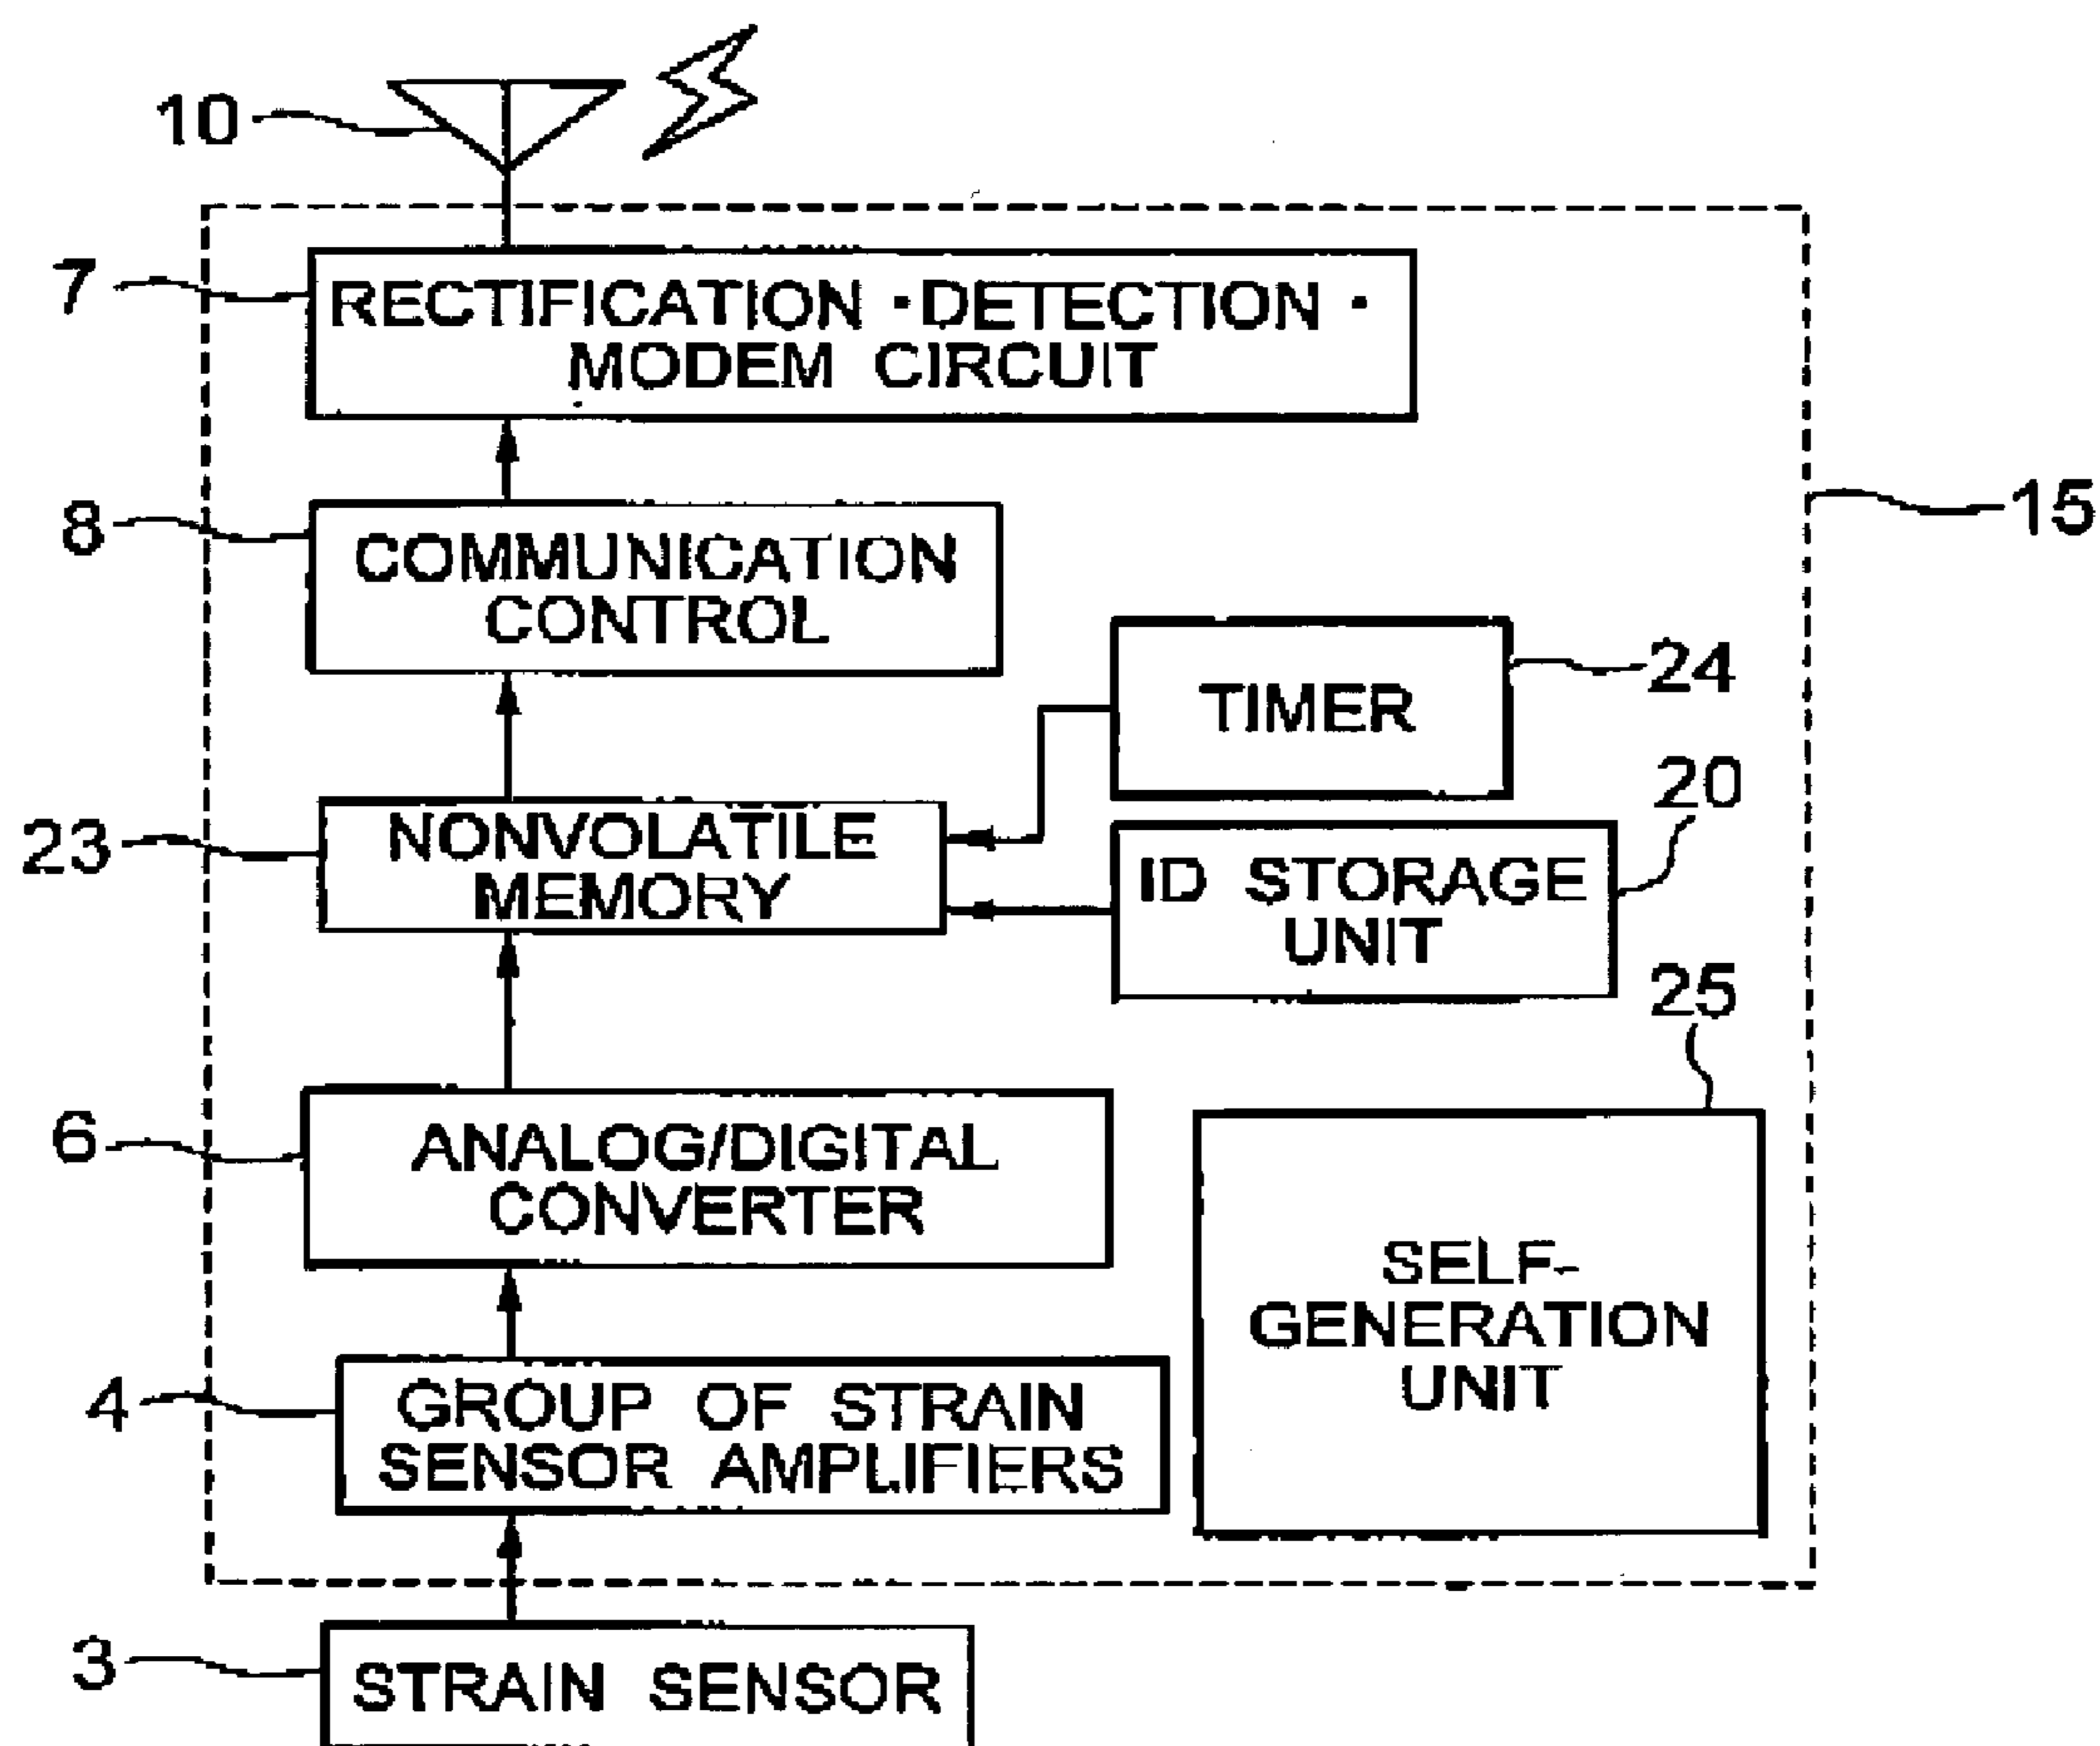 10
7
RECTIFICATION ·DETECTION ·
MODEM CIRCUIT
15
8
COMMUNICATION
CONTROL
24
TIMER
20
23
NONVOLATILE
MEMORY
ID STORAGE
UNIT
25
6
ANALOG/DIGITAL
CONVERTER
SELF-
GENERATION
UNIT
4
GROUP OF STRAIN
SENSOR AMPLIFIERS
3
STRAIN SENSOR